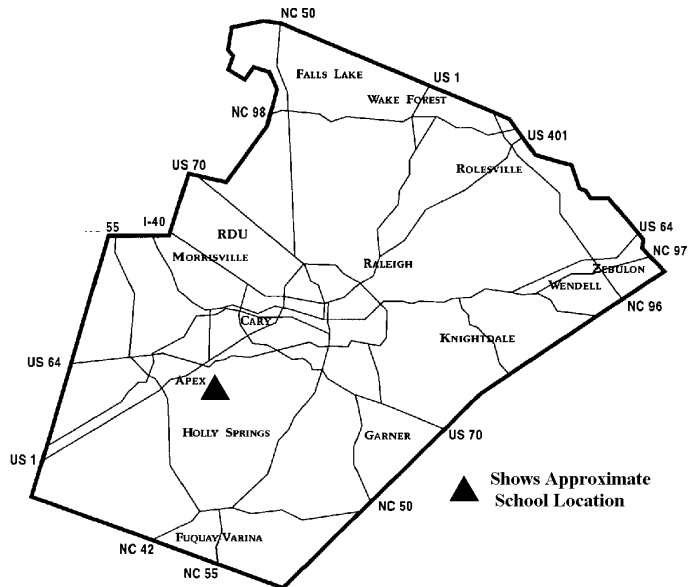 NC 50
FALLS LAKE
US 1
WAKE FOREST
NC 98
US 401
US 70
ROLESVILLE
55
I-40
RDU
US 64
MORRISVILLE
RALEIGH
NC 97
ZEBULON
WENDELL
NC 96
CARY
KNIGHTDALE
US 64
APEX
HOLLY SPRINGS
GARNER
US 70
US 1
Shows Approximate
School Location
NC 50
FUQUAY VARINA
NC 42
NC 55